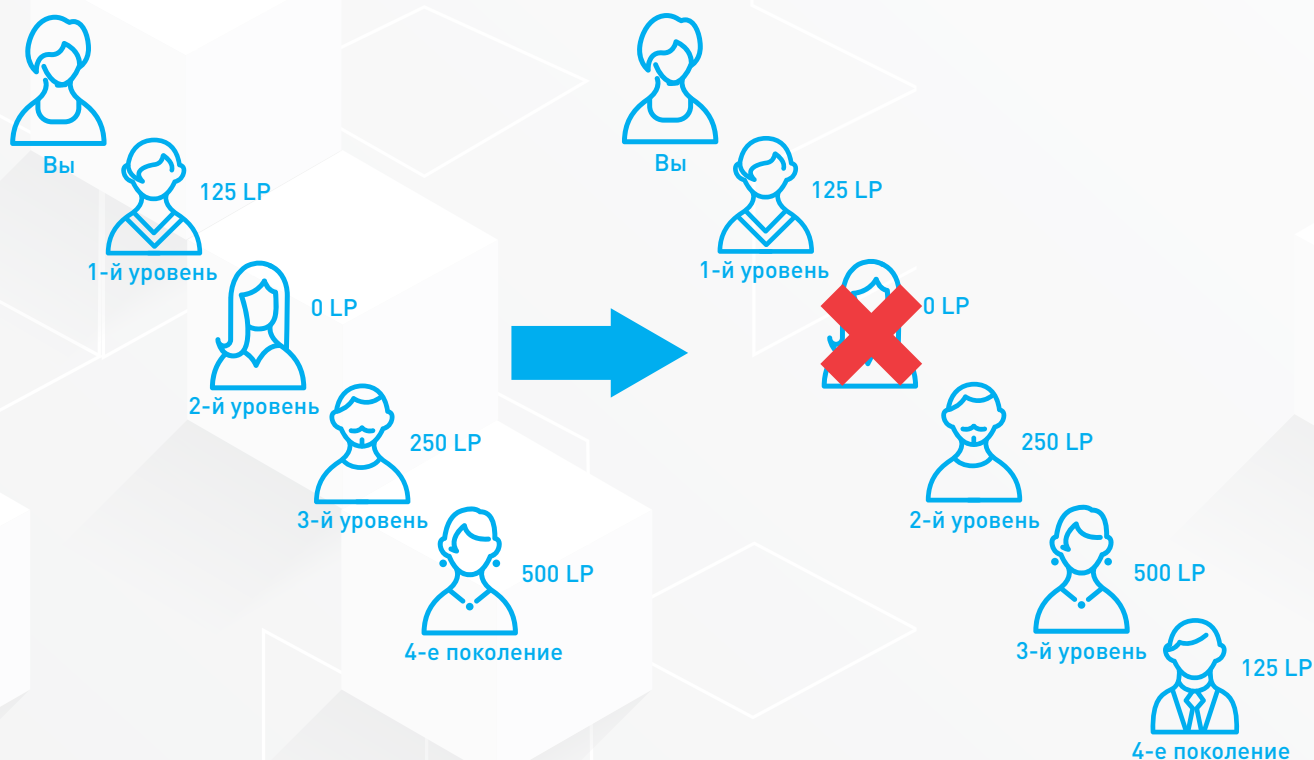 Вы
125 LP
1-й уровень
0 LP
2-й уровень
250 LP
3-й уровень
500 LP
4-е поколение
Вы
125 LP
1-й уровень
0 LP
250 LP
2-й уровень
500 LP
3-й уровень
125 LP
4-е поколение